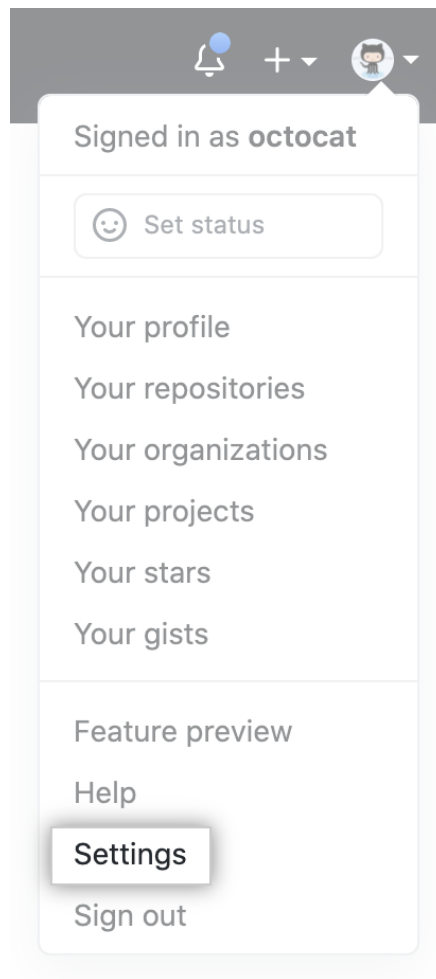 Signed in as octocat
Set status
Your profile
Your repositories
Your organizations
Your projects
Your stars
Your gists
Feature preview
Help
Settings
Sign out